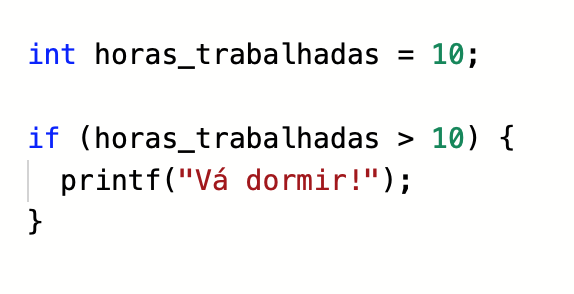 int horas_trabalhadas = 10;
if (horas_trabalhadas > 10) {
printf("Vá dormir!");
}